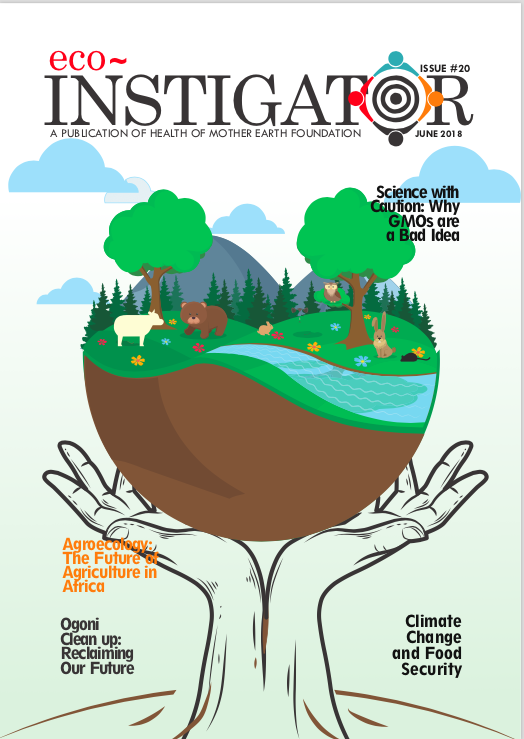 eco~
INSTIGATOR
ISSUE #20
A PUBLICATION OF HEALTH OF MOTHER EARTH FOUNDATION
JUNE 2018
Science with
Caution: Why
GMOs are
a Bad Idea
Agroecology:
The Future of
Agriculture in
Africa
Ogoni
Clean up:
Reclaiming
Our Future
Climate
Change
and Food
Security